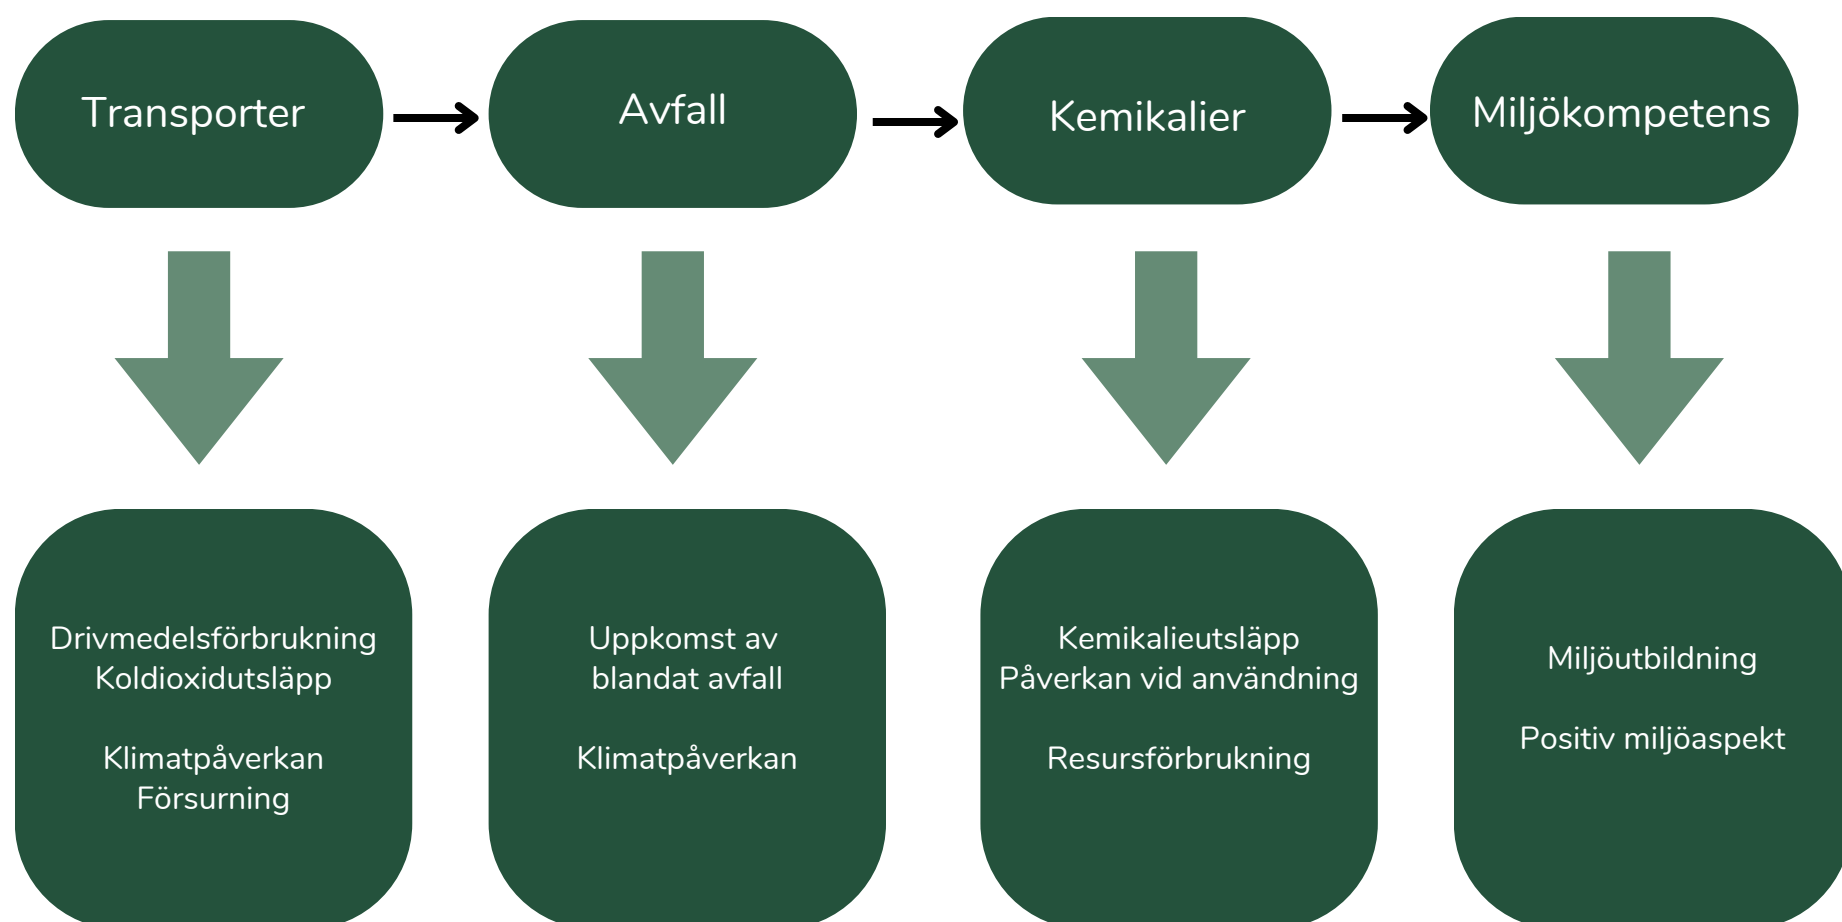 Transporter
Avfall
Kemikalier
Miljökompetens
Drivmedelsförbrukning
Koldioxidutsläpp
Klimatpåverkan
Försurning
Uppkomst av
blandat avfall
Klimatpåverkan
Kemikalieutsläpp
Påverkan vid användning
Resursförbrukning
Miljöutbildning
Positiv miljöaspekt